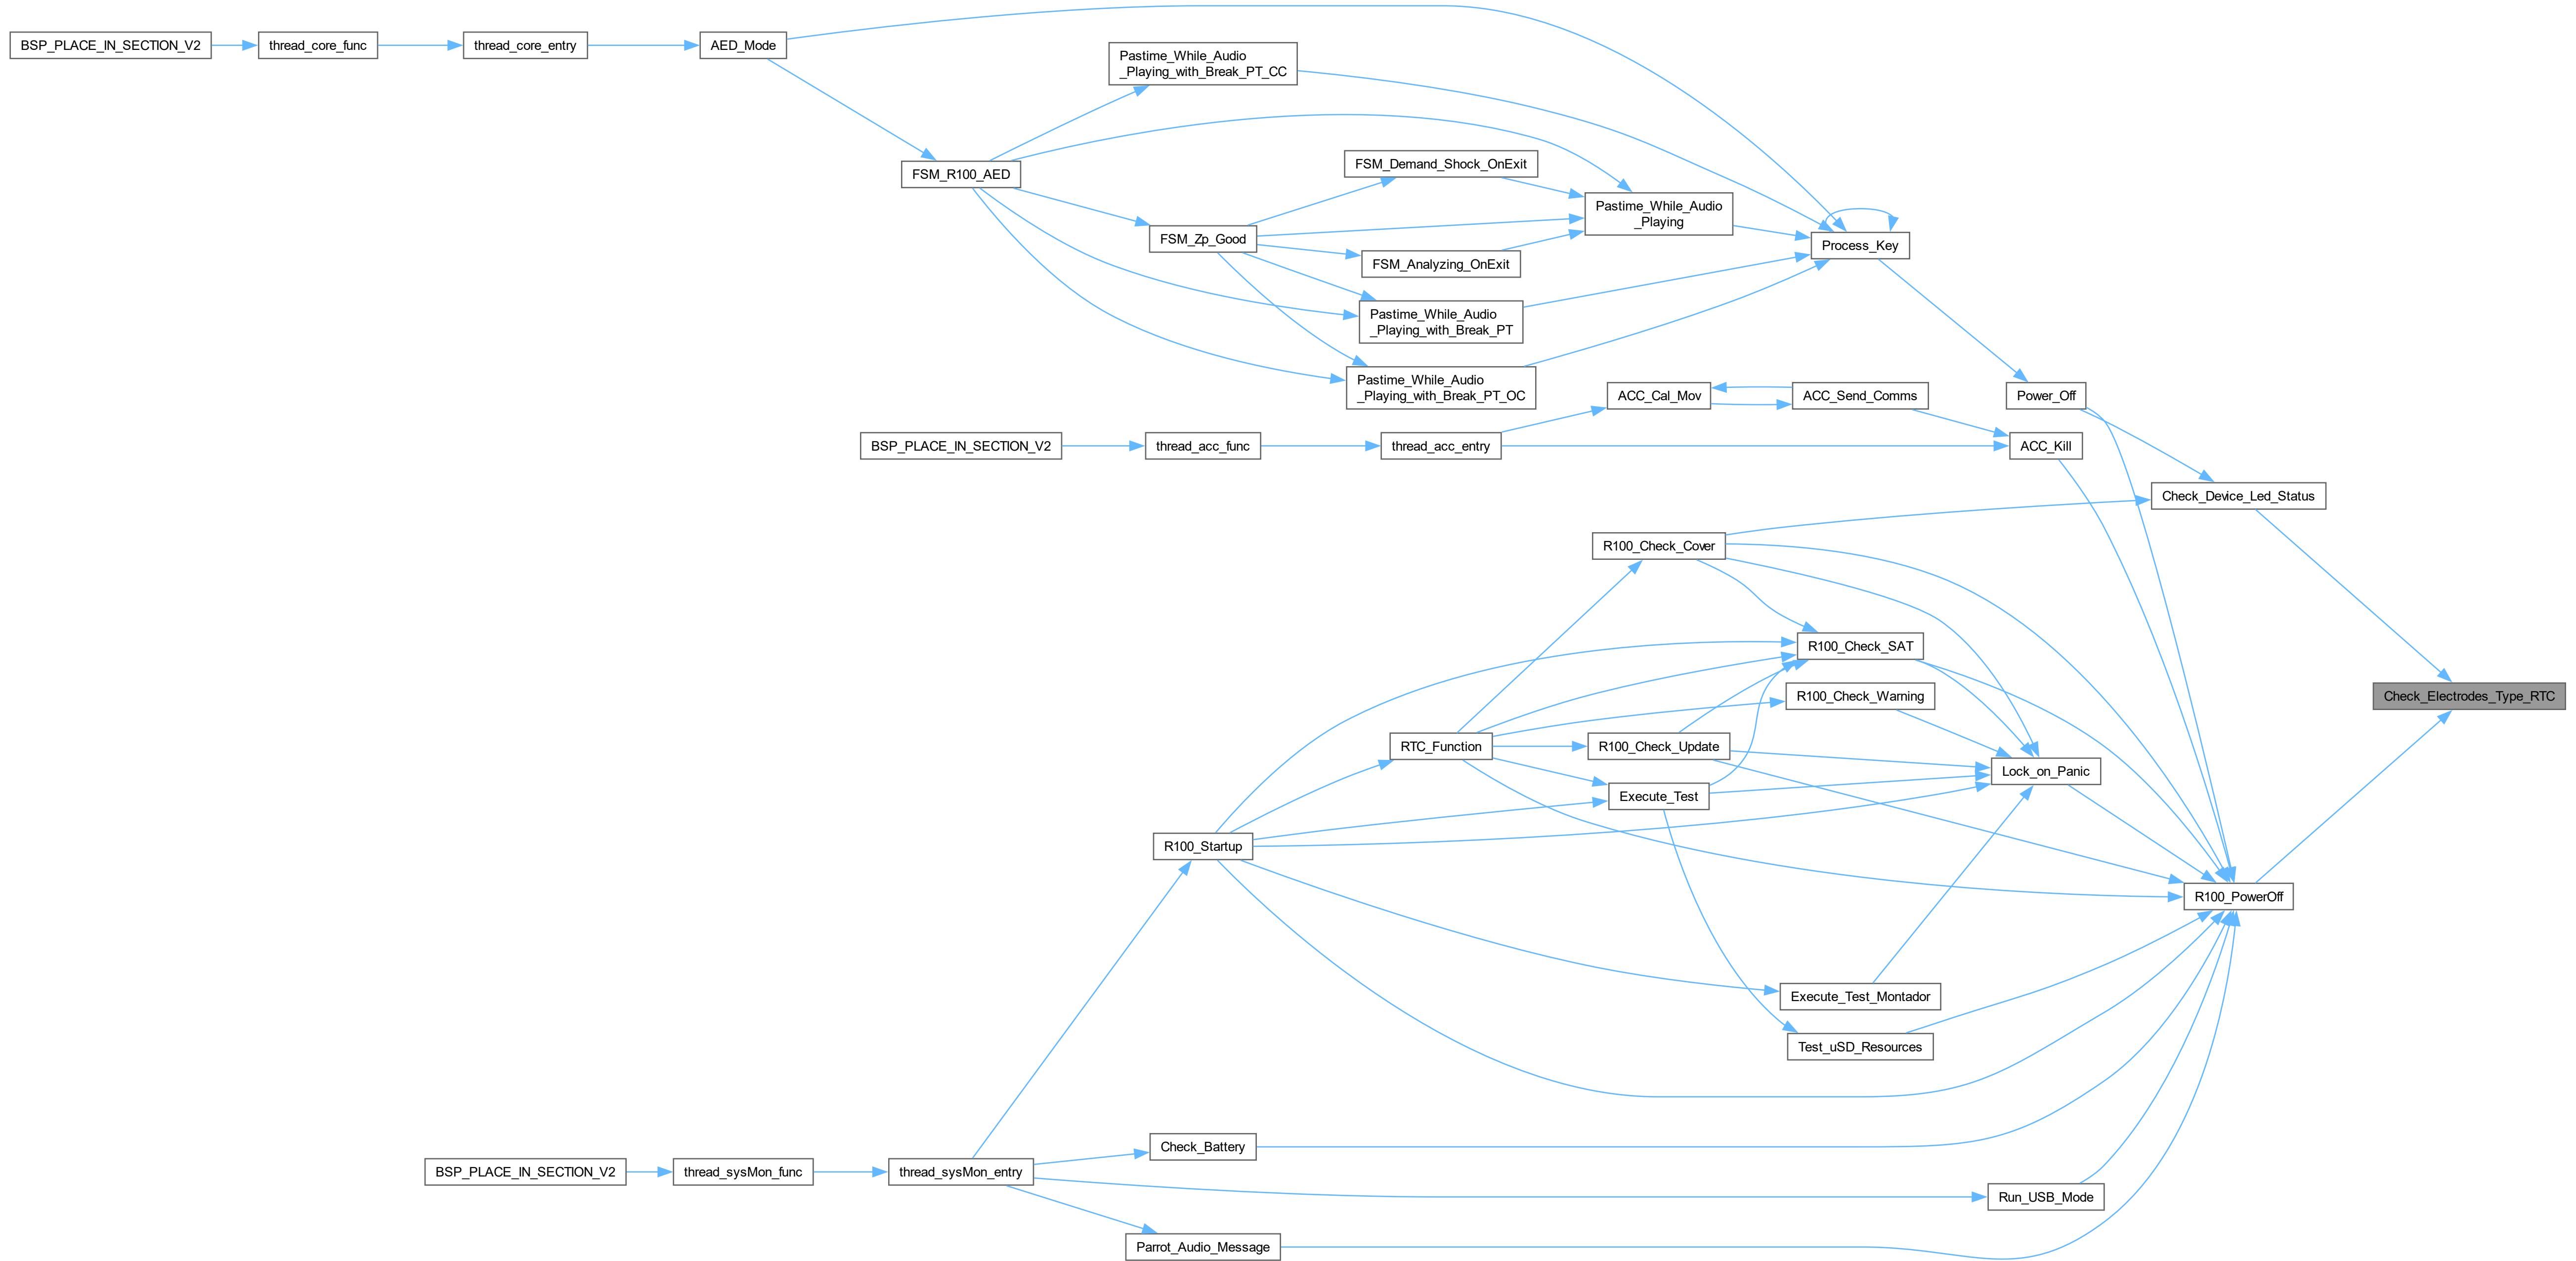 BSP_PLACE_IN_SECTION_V2
thread_core_func
thread_core_entry
AED_Mode
Pastime_While_Audio
_Playing_with_Break_PT_CC
FSM_R100_AED
FSM_Demand_Shock_OnExit
Pastime_While_Audio
_Playing
FSM_Zp_Good
FSM_Analyzing_OnExit
Process_Key
Pastime_While_Audio
_Playing_with_Break_PT
Pastime_While_Audio
_Playing_with_Break_PT_OC
ACC_Cal_Mov
ACC_Send_Comms
Power_Off
BSP_PLACE_IN_SECTION_V2
thread_acc_func
thread_acc_entry
ACC_Kill
Check_Device_Led_Status
R100_Check_Cover
R100_Check_SAT
R100_Check_Warning
Check_Electrodes_Type_RTC
RTC_Function
R100_Check_Update
Lock_on_Panic
Execute_Test
R100_Startup
R100_PowerOff
Execute_Test_Montador
Test_uSD_Resources
Check_Battery
BSP_PLACE_IN_SECTION_V2
thread_sysMon_func
thread_sysMon_entry
Run_USB_Mode
Parrot_Audio_Message